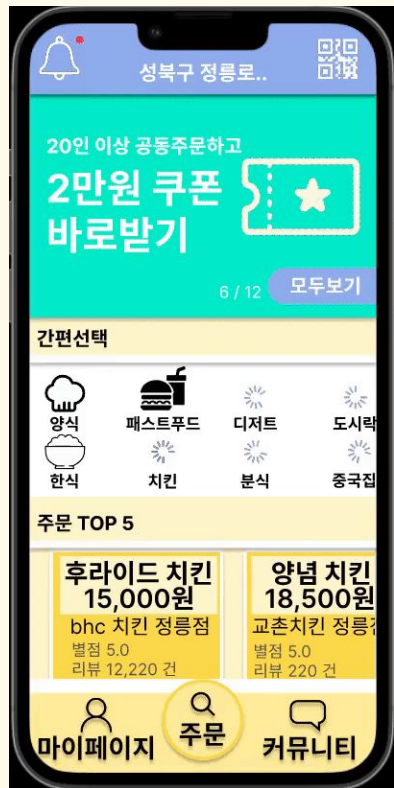 성북구 정릉로..
20인 이상 공동주문하고
2만원 쿠폰
바로받기
6 / 12
모두보기
간편선택
양식
패스트푸드
디저트
도시락
한식
치킨
분식
중국집
주문 TOP 5
후라이드 치킨
15,000원
bhc 치킨 정릉점
별점 5.0
리뷰 12,220 건
양념 치킨
18,500원
교촌치킨 정릉점
별점 5.0
리뷰 220 건
마이페이지
주문
커뮤니티